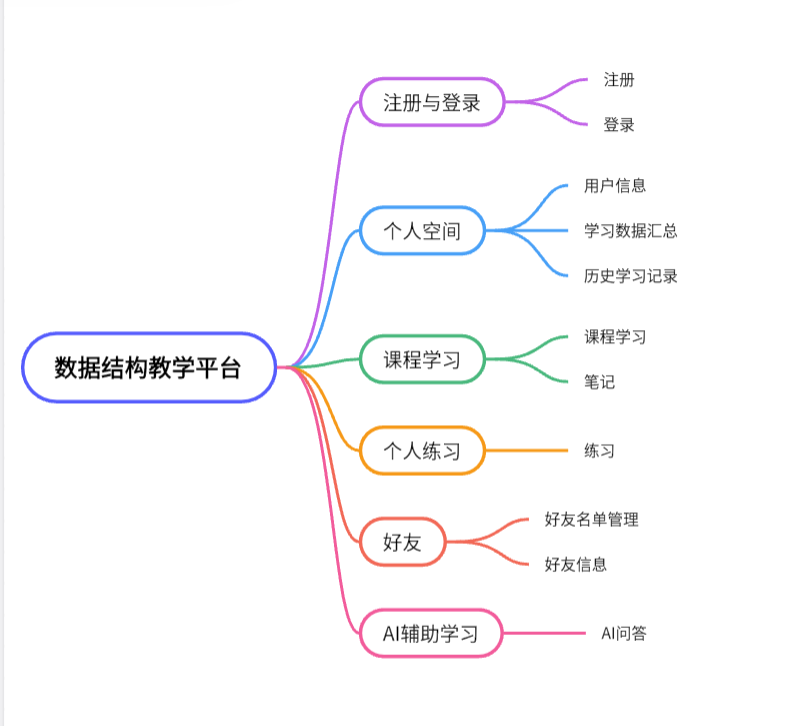 数据结构教学平台
注册与登录
注册
登录
个人空间
用户信息
学习数据汇总
历史学习记录
课程学习
课程学习
笔记
个人练习
练习
好友
好友名单管理
好友信息
AI辅助学习
AI问答